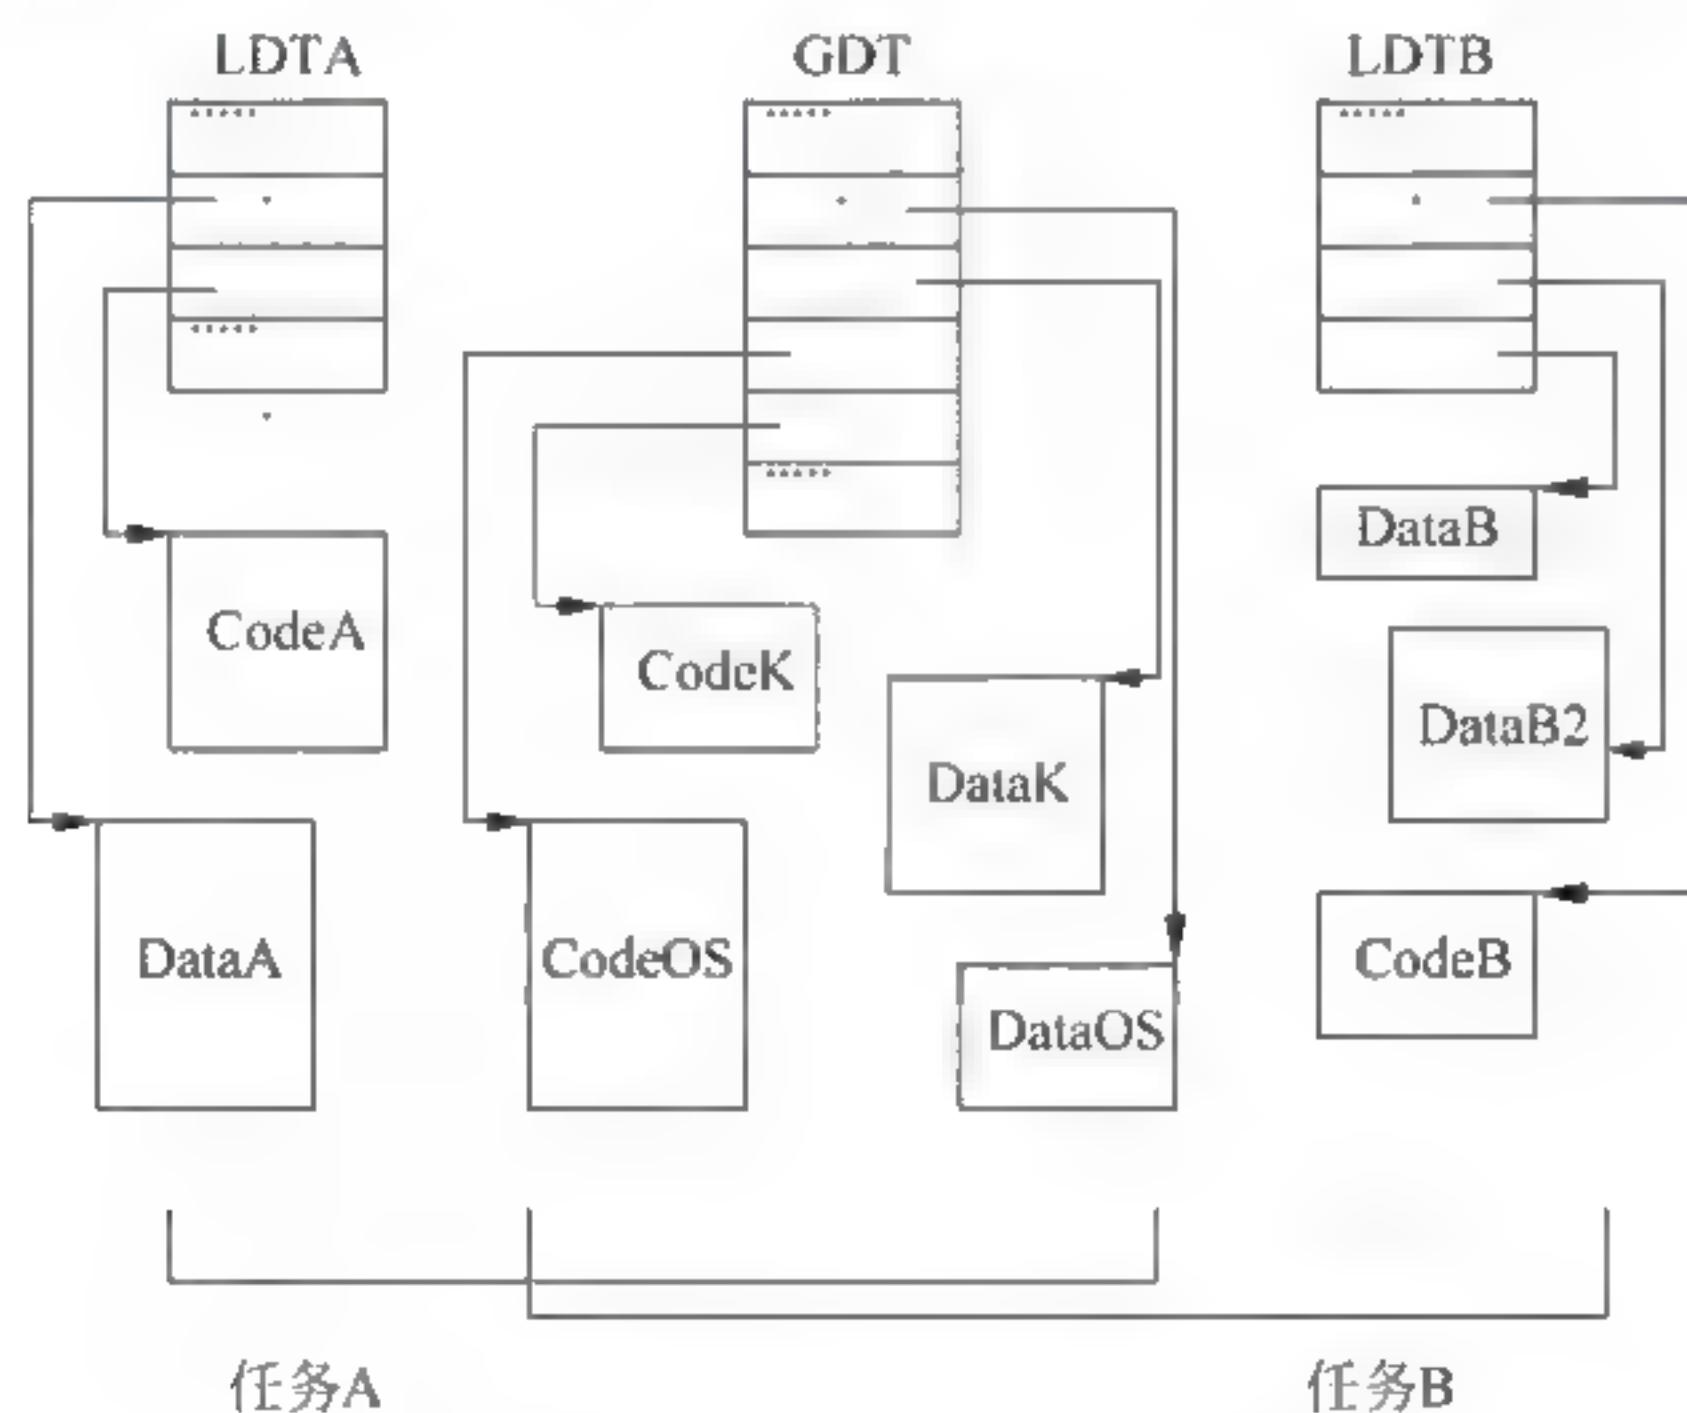 LDTA GDT LDTB
DataB
CodeA
CodeK
DataB2
DataK
DataA
CodeOS
CodeB
DataOS
任务A 任务B